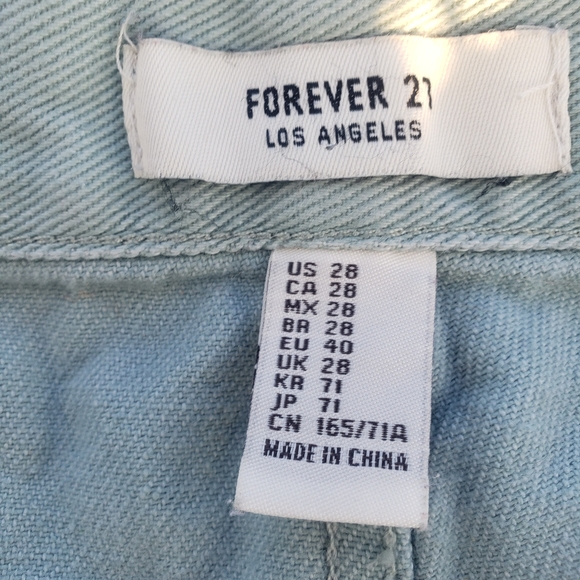 FOREVER 21
LOS ANGELES
US 28
CA 28
MX 28
BR 28
EU 40
UK 28
KR 71
JP 71
CN 165/71A
MADE IN CHINA